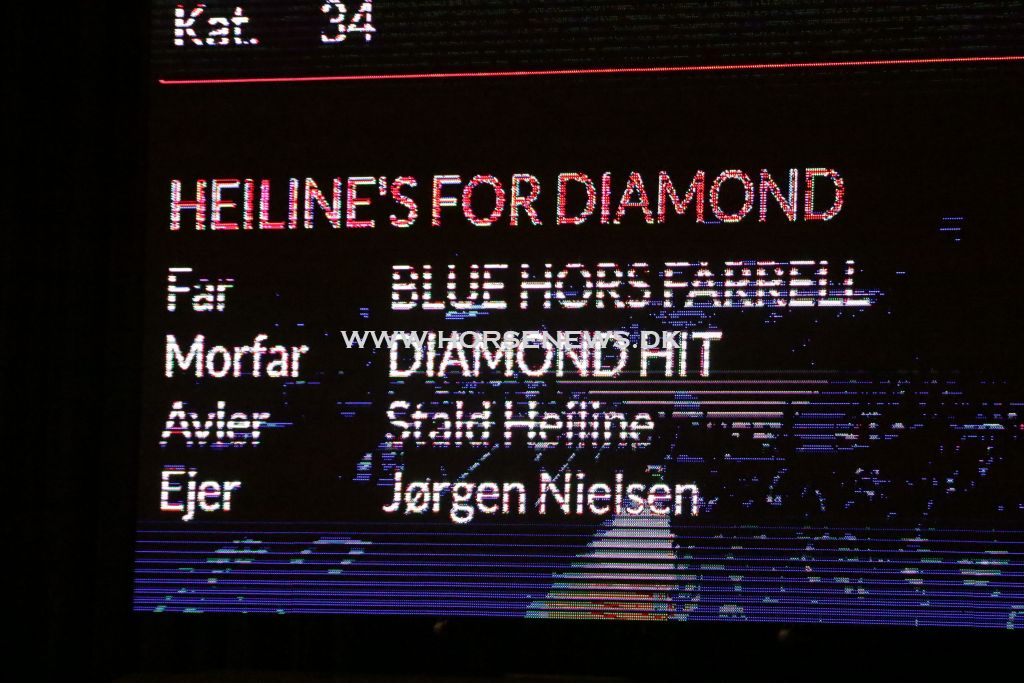 Kat. 34
HEILINE'S FOR DIAMOND
Far BLUE HORS FARRELL
WWW.HORSENEWS.DK
Morfar DIAMOND HIT
Avler Stald Heiline
Ejer Jørgen Nielsen